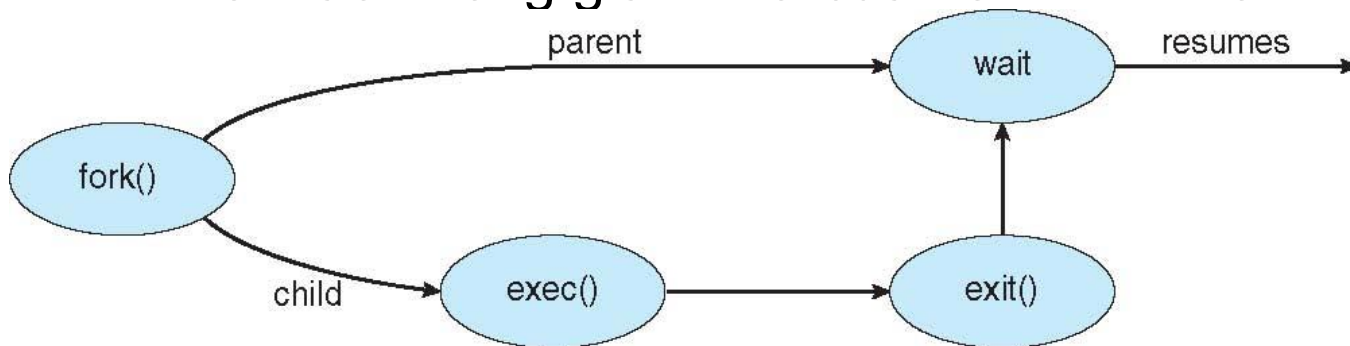 parent
wait
resumes
fork()
child
exec()
exit()